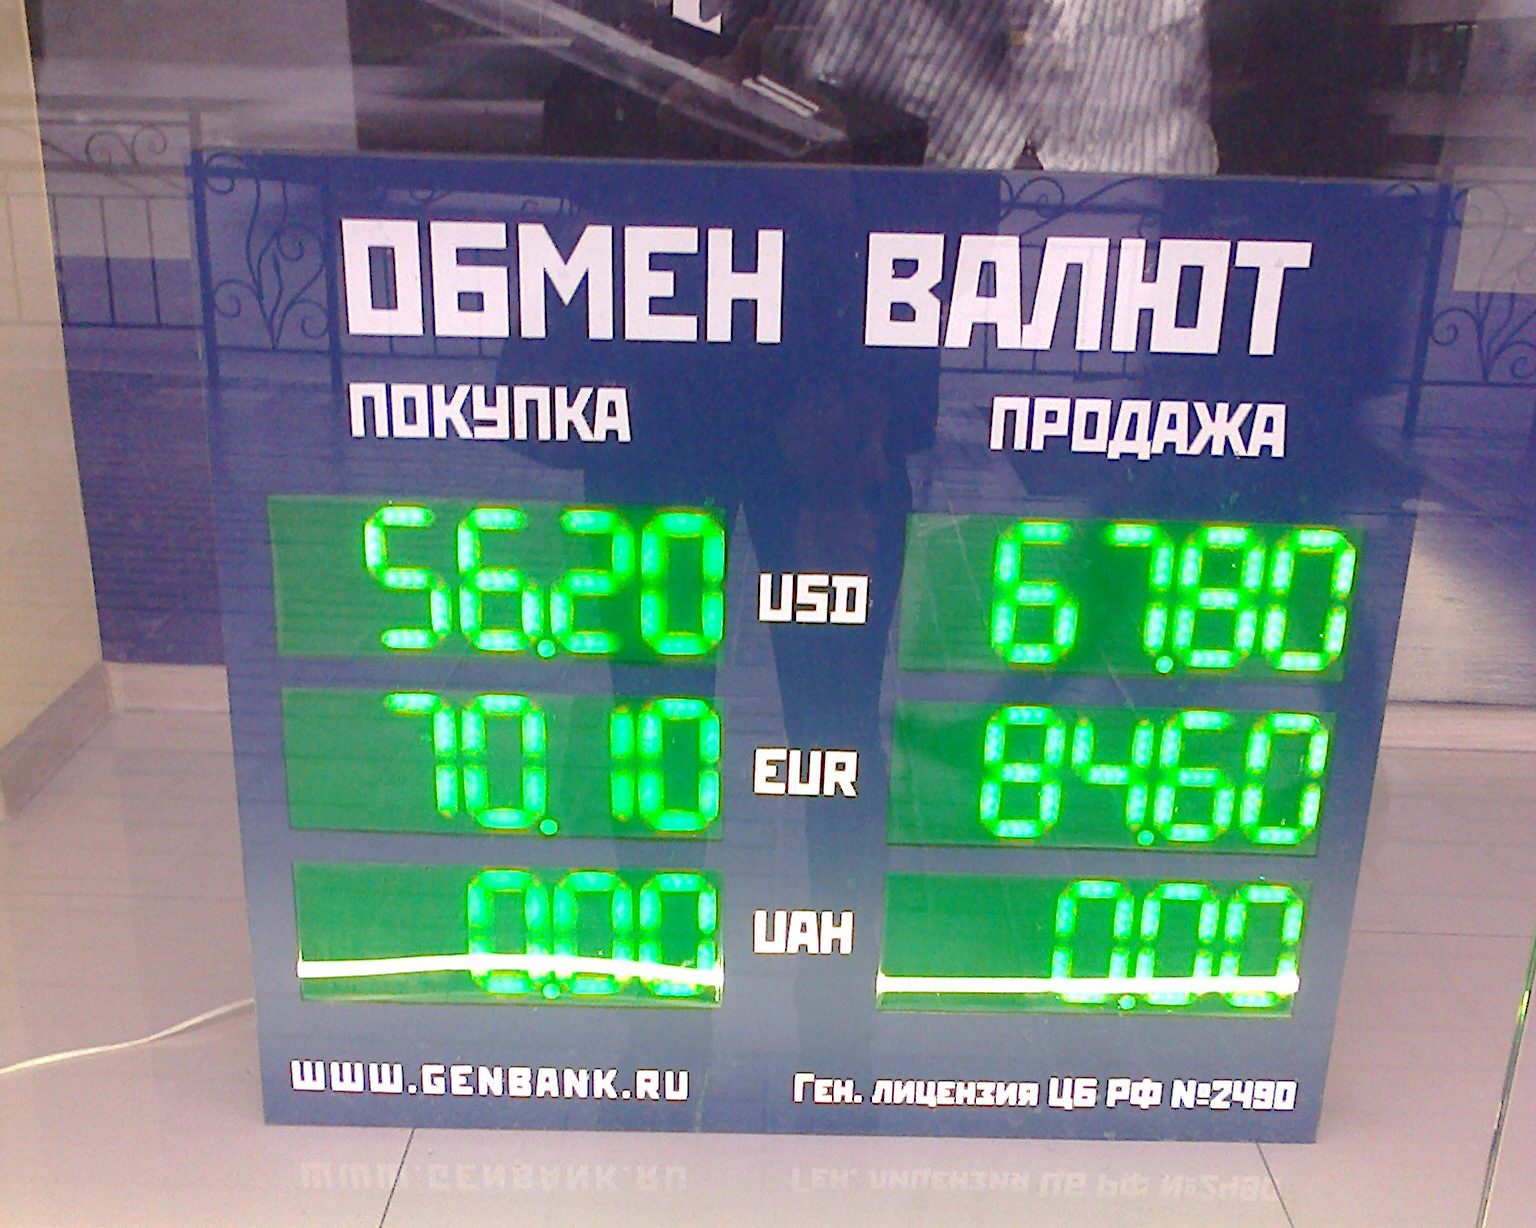 ОБМЕН ВАЛЮТ
ПОКУПКА ПРОДАЖА
56.20 USD 67.80
70.10 EUR 84.60
0.00 UAH 0.00
WWW.GENBANK.RU Ген. лицензия ЦБ РФ №2490